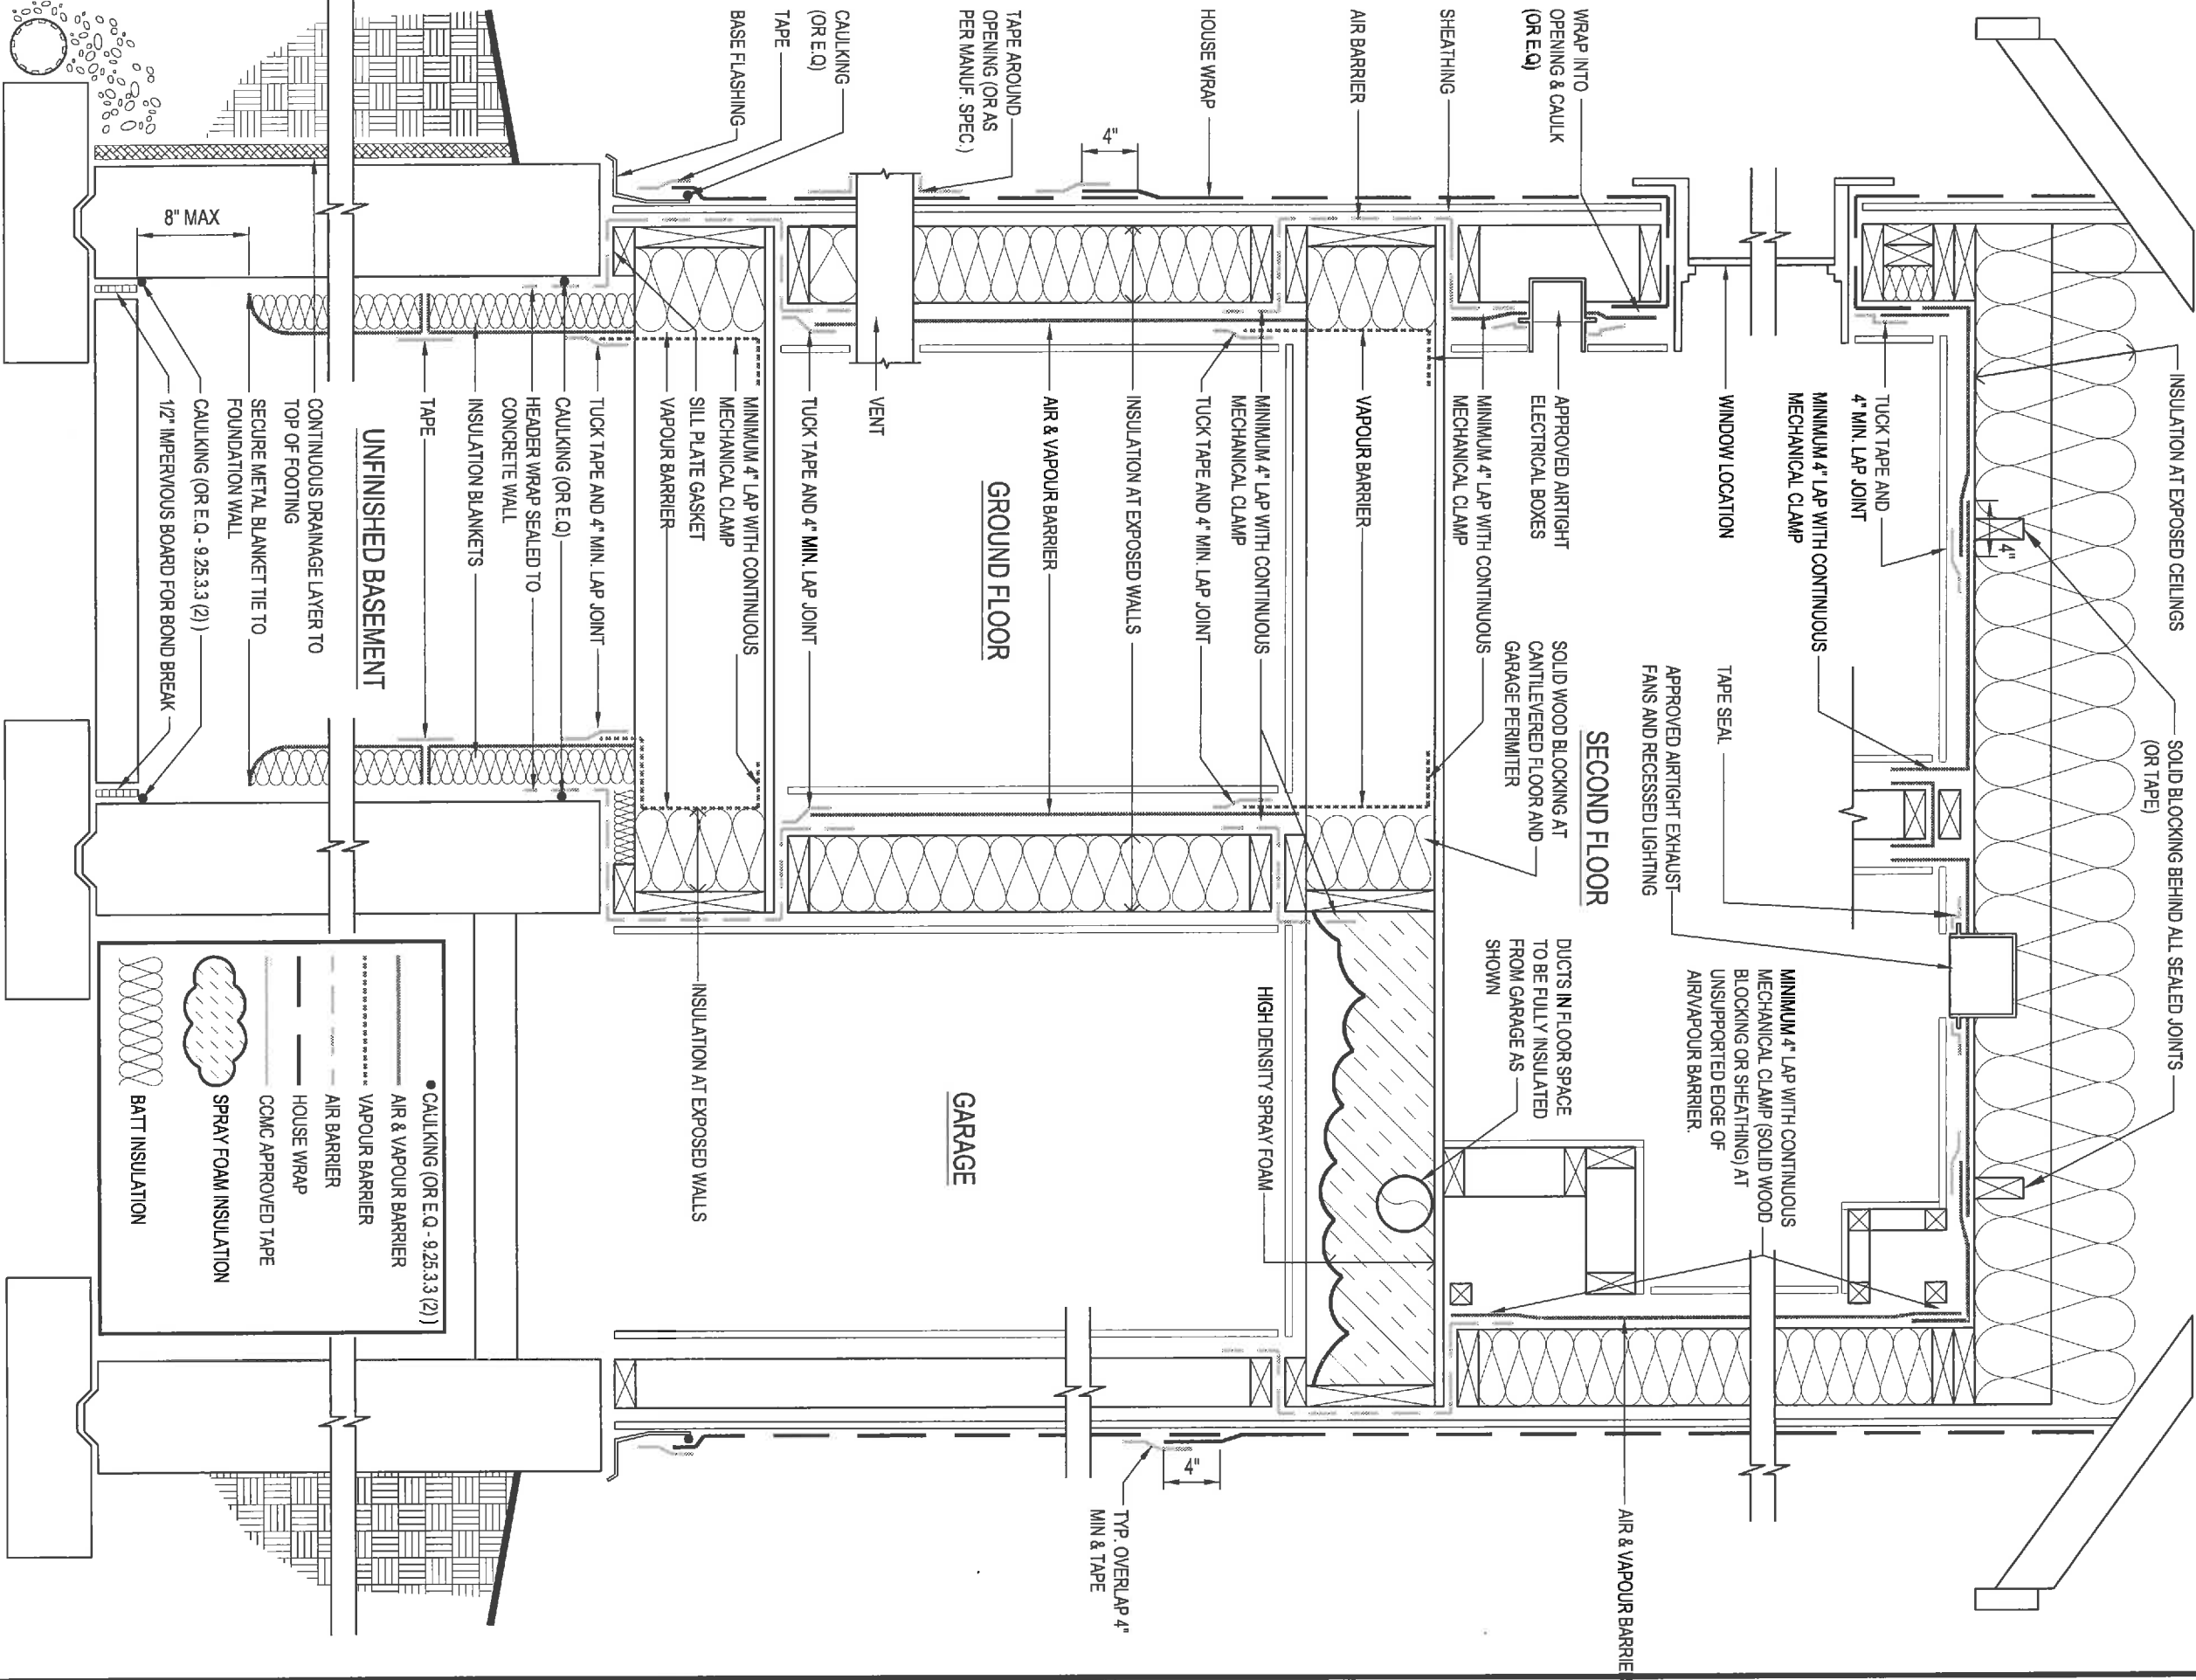 INSULATION AT EXPOSED CEILINGS
SOLID BLOCKING BEHIND ALL SEALED JOINTS
(OR TAPE)
4"
TUCK TAPE AND
4" MIN. LAP JOINT
MINIMUM 4" LAP WITH CONTINUOUS
MECHANICAL CLAMP
WINDOW LOCATION
TAPE SEAL
APPROVED AIRTIGHT EXHAUST
FANS AND RECESSED LIGHTING
MINIMUM 4" LAP WITH CONTINUOUS
MECHANICAL CLAMP (SOLID WOOD
BLOCKING OR SHEATHING) AT
UNSUPPORTED EDGE OF
AIR/VAPOUR BARRIER.
AIR & VAPOUR BARRIE
SECOND FLOOR
WRAP INTO
OPENING & CAULK
(OR E.Q)
APPROVED AIRTIGHT
ELECTRICAL BOXES
SOLID WOOD BLOCKING AT
CANTILEVERED FLOOR AND
GARAGE PERIMITER
DUCTS IN FLOOR SPACE
TO BE FULLY INSULATED
FROM GARAGE AS
SHOWN
SHEATHING
MINIMUM 4" LAP WITH CONTINUOUS
MECHANICAL CLAMP
AIR BARRIER
VAPOUR BARRIER
MINIMUM 4" LAP WITH CONTINUOUS
MECHANICAL CLAMP
HIGH DENSITY SPRAY FOAM
HOUSE WRAP
TUCK TAPE AND 4" MIN. LAP JOINT
4"
4"
TYP. OVERLAP 4"
MIN & TAPE
INSULATION AT EXPOSED WALLS
AIR & VAPOUR BARRIER
GROUND FLOOR
GARAGE
TAPE AROUND
OPENING (OR AS
PER MANUF. SPEC.)
VENT
CAULKING
(OR E.Q)
TUCK TAPE AND 4" MIN. LAP JOINT
TAPE
BASE FLASHING
MINIMUM 4" LAP WITH CONTINUOUS
MECHANICAL CLAMP
SILL PLATE GASKET
VAPOUR BARRIER
INSULATION AT EXPOSED WALLS
TUCK TAPE AND 4" MIN. LAP JOINT
CAULKING (OR E.Q)
HEADER WRAP SEALED TO
CONCRETE WALL
INSULATION BLANKETS
TAPE
UNFINISHED BASEMENT
CONTINUOUS DRAINAGE LAYER TO
TOP OF FOOTING
SECURE METAL BLANKET TIE TO
FOUNDATION WALL
8" MAX
CAULKING (OR E.Q - 9.25.3.3 (2) )
1/2" IMPERVIOUS BOARD FOR BOND BREAK
CAULKING (OR E.Q - 9.25.3.3 (2) )
AIR & VAPOUR BARRIER
VAPOUR BARRIER
AIR BARRIER
HOUSE WRAP
CCMC APPROVED TAPE
SPRAY FOAM INSULATION
BATT INSULATION